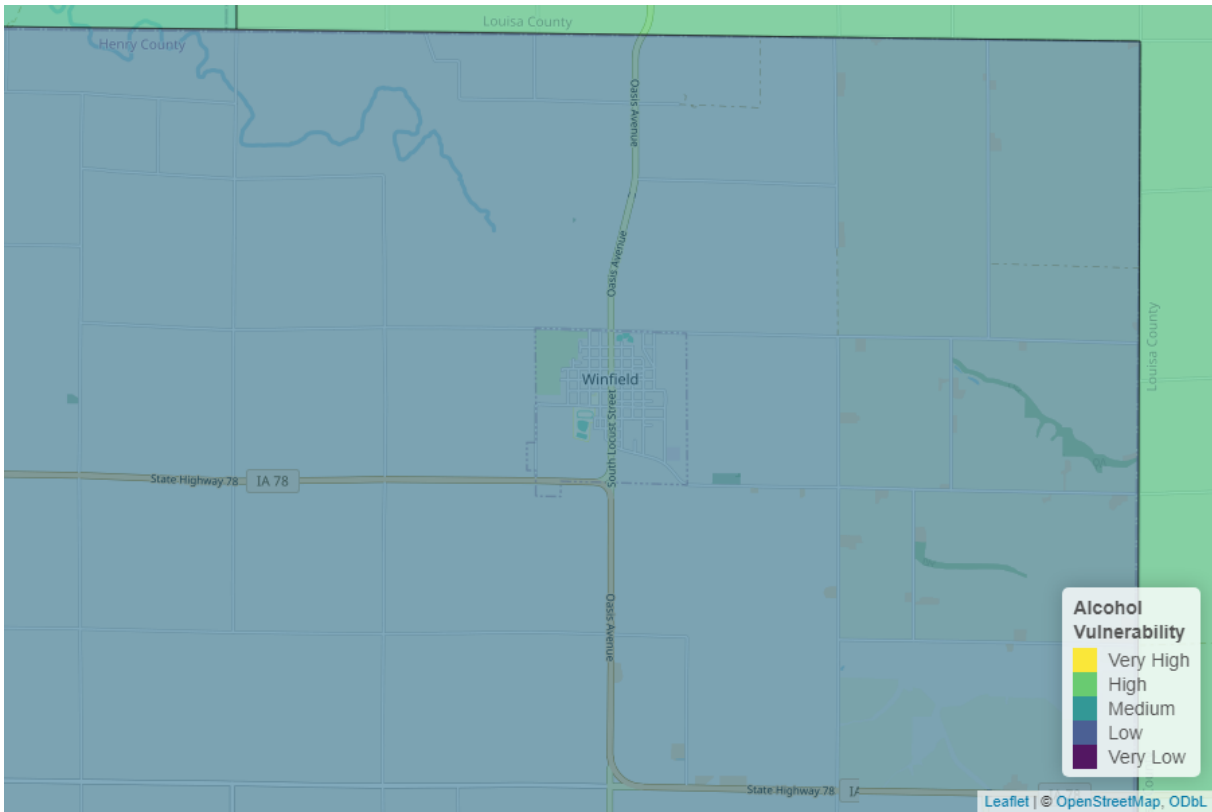 Louisa County
Henry County
Oasis Avenue
Oasis Avenue
Louisa County
Winfield
South Locust Street
State Highway 78
IA 78
Oasis Avenue
Alcohol
Vulnerability
Very High
High
Medium
Low
Very Low
State Highway 78
IA
Leaflet | © OpenStreetMap, ODbL